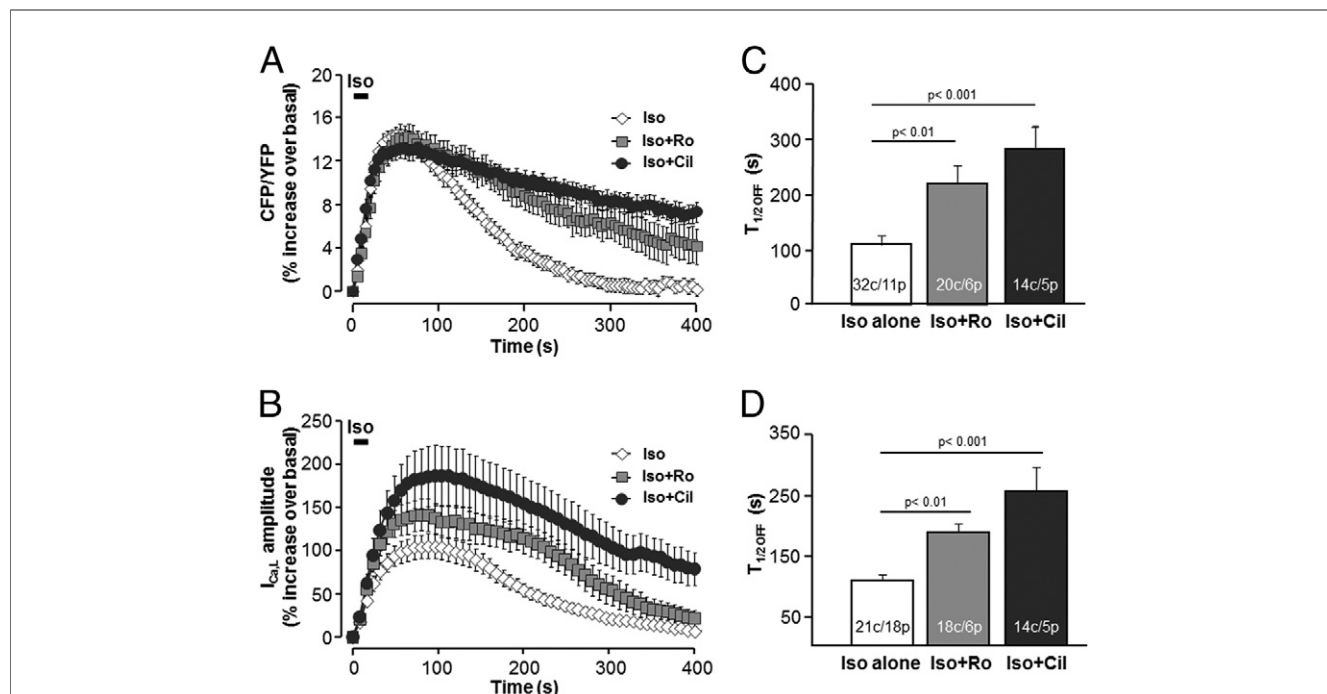 A
Iso
20
16
12
8
4
0
CFP/YFP
(% increase over basal)
Iso
Iso+Ro
Iso+Cil
0 100 200 300 400
Time (s)
C
400
300
200
100
0
T1/2 OFF (s)
p< 0.001
p< 0.01
32c/11p 20c/6p 14c/5p
Iso alone Iso+Ro Iso+Cil
B
250
Iso
200
150
100
50
0
ICa,L amplitude
(% increase over basal)
Iso
Iso+Ro
Iso+Cil
0 100 200 300 400
Time (s)
D
350
250
150
50
T1/2 OFF (s)
p< 0.001
p< 0.01
21c/18p 18c/6p 14c/5p
Iso alone Iso+Ro Iso+Cil